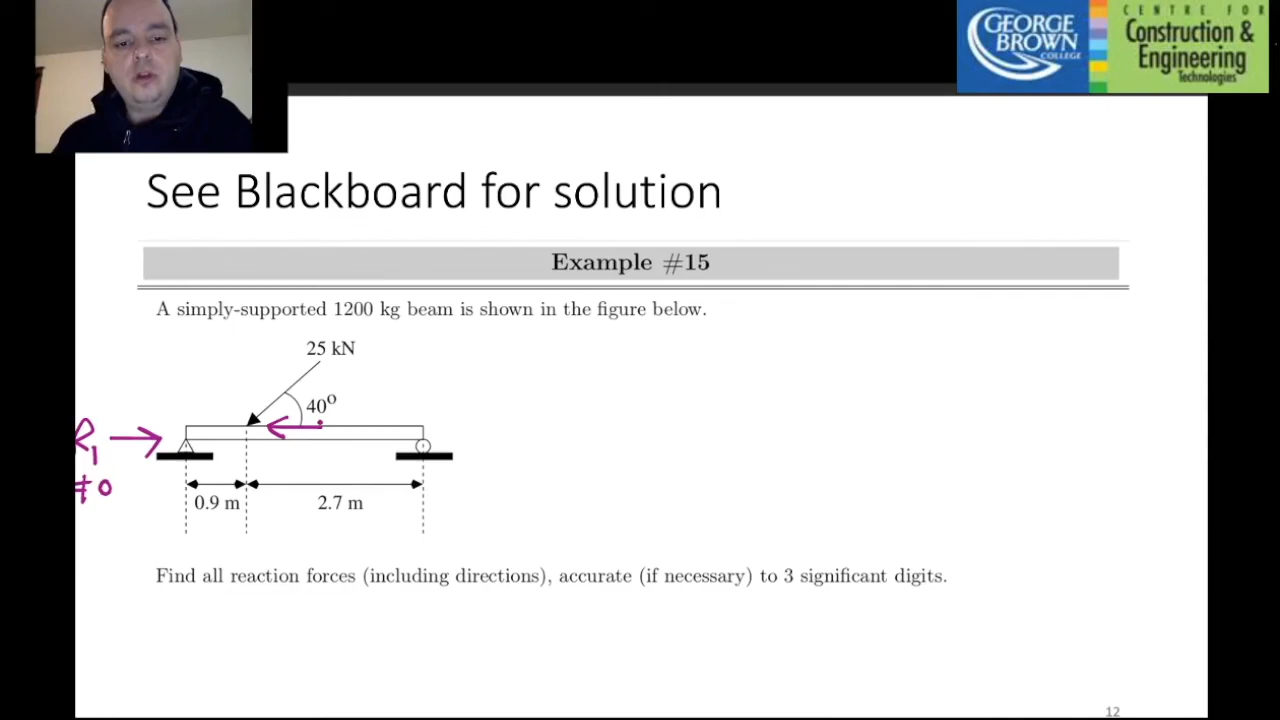 GEORGE
BROWN
COLLEGE
CENTRE FOR
Construction &
Engineering
Technologies
See Blackboard for solution
Example #15
A simply-supported 1200 kg beam is shown in the figure below.
25 kN
40°
R₁
≠0
0.9 m
2.7 m
Find all reaction forces (including directions), accurate (if necessary) to 3 significant digits.
12